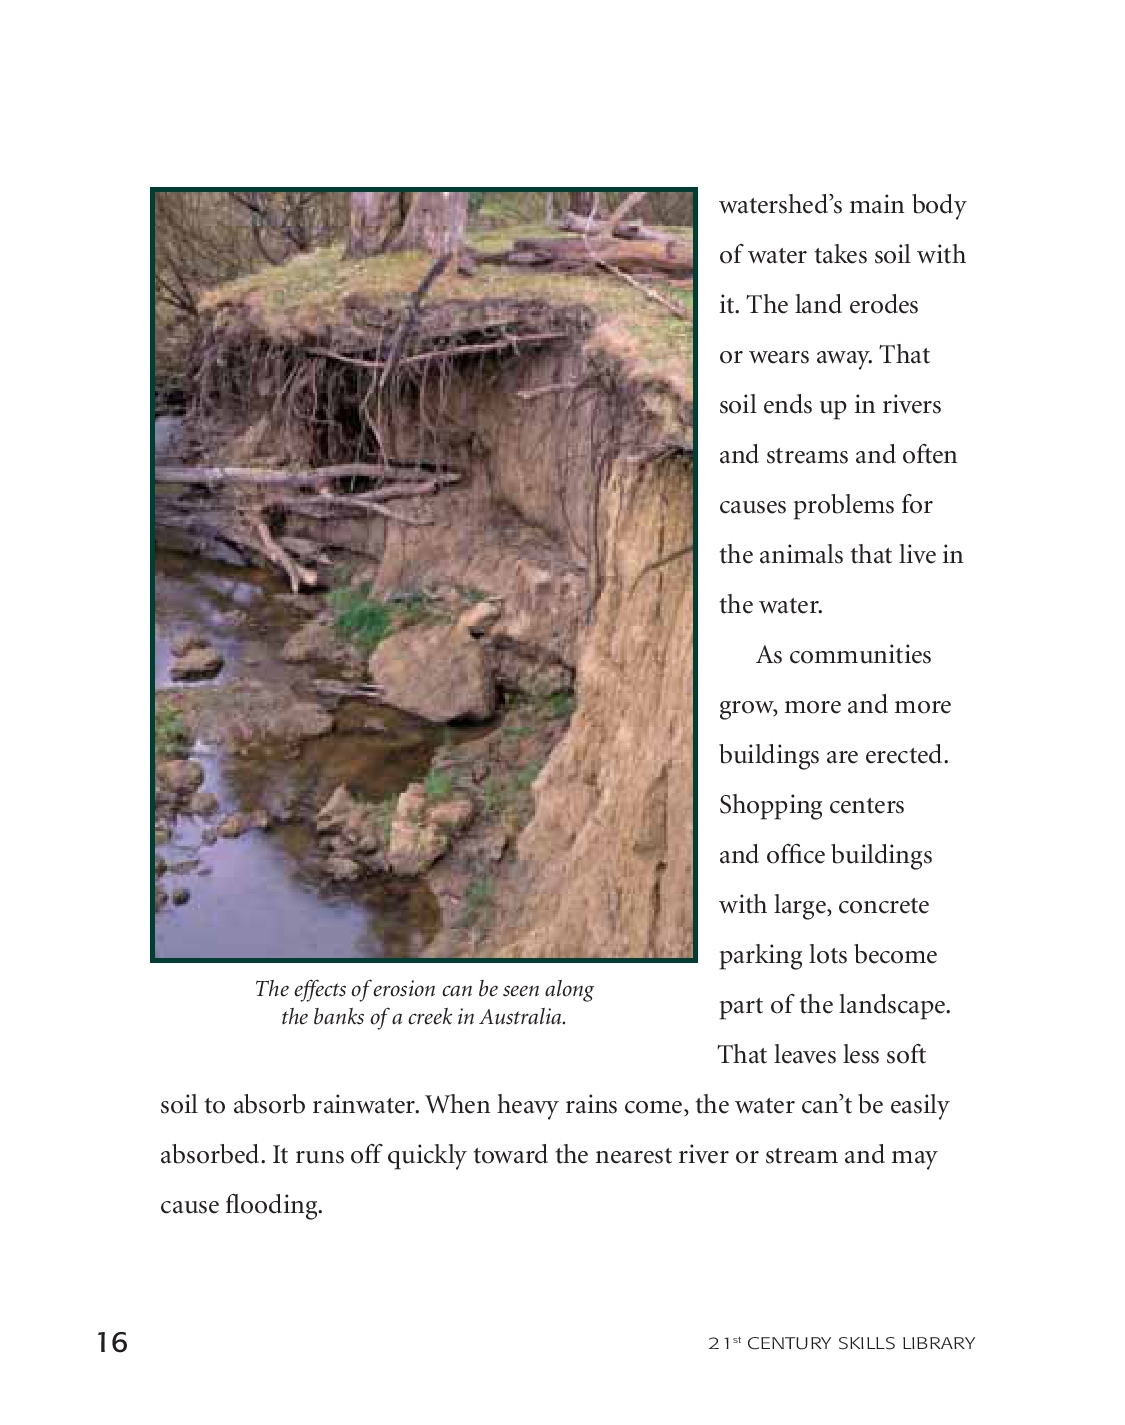 watershed’s main body
of water takes soil with
it. The land erodes
or wears away. That
soil ends up in rivers
and streams and often
causes problems for
the animals that live in
the water.
As communities
grow, more and more
buildings are erected.
Shopping centers
and office buildings
with large, concrete
parking lots become
part of the landscape.
That leaves less soft
soil to absorb rainwater. When heavy rains come, the water can’t be easily
absorbed. It runs off quickly toward the nearest river or stream and may
cause flooding.
The effects of erosion can be seen along
the banks of a creek in Australia.
16
21st CENTURY SKILLS LIBRARY